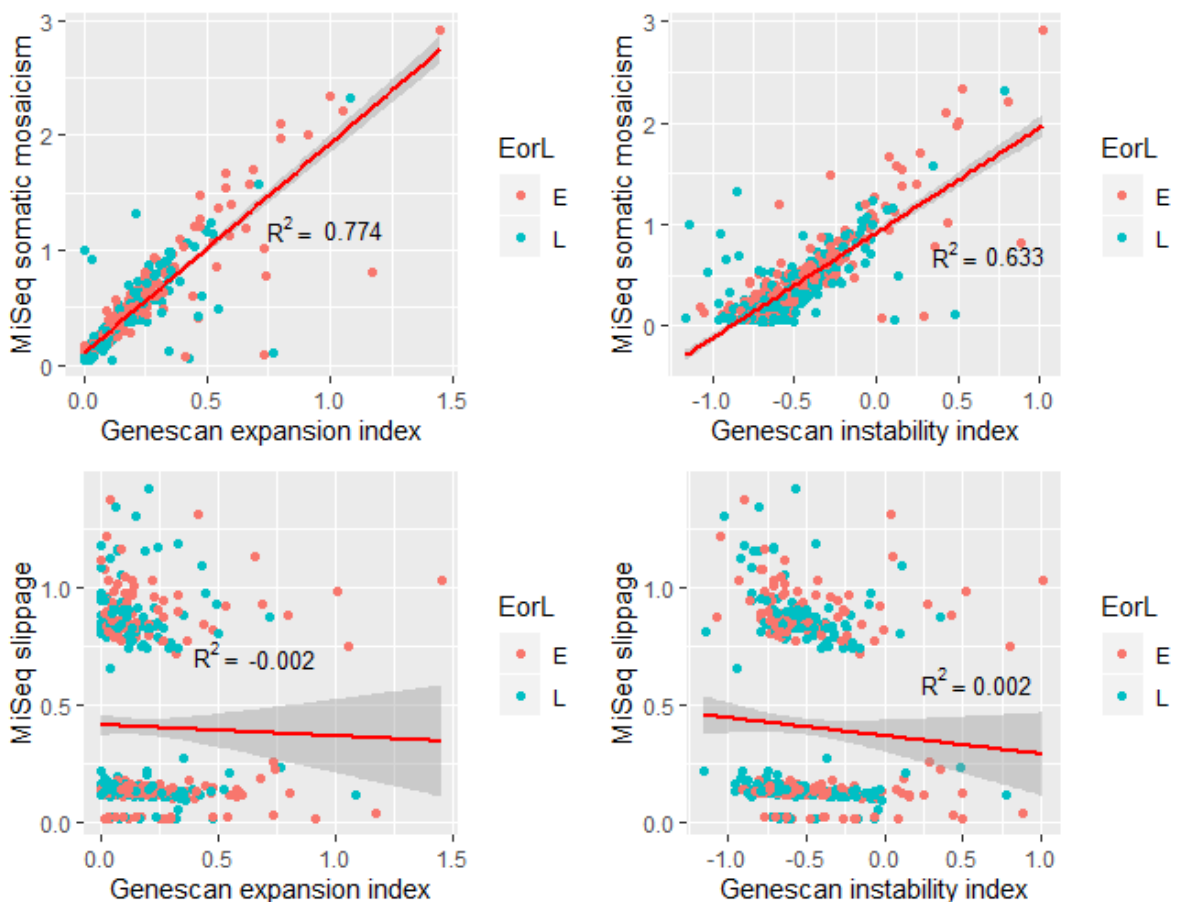 3
2
1
0
MiSeq somatic mosaicism
0.0 0.5 1.0 1.5
Genescan expansion index
R² = 0.774
EorL
E
L
3
2
1
0
MiSeq somatic mosaicism
-1.0 -0.5 0.0 0.5 1.0
Genescan instability index
R² = 0.633
EorL
E
L
1.0
0.5
0.0
MiSeq slippage
0.0 0.5 1.0 1.5
Genescan expansion index
R² = -0.002
EorL
E
L
1.0
0.5
0.0
MiSeq slippage
-1.0 -0.5 0.0 0.5 1.0
Genescan instability index
R² = 0.002
EorL
E
L